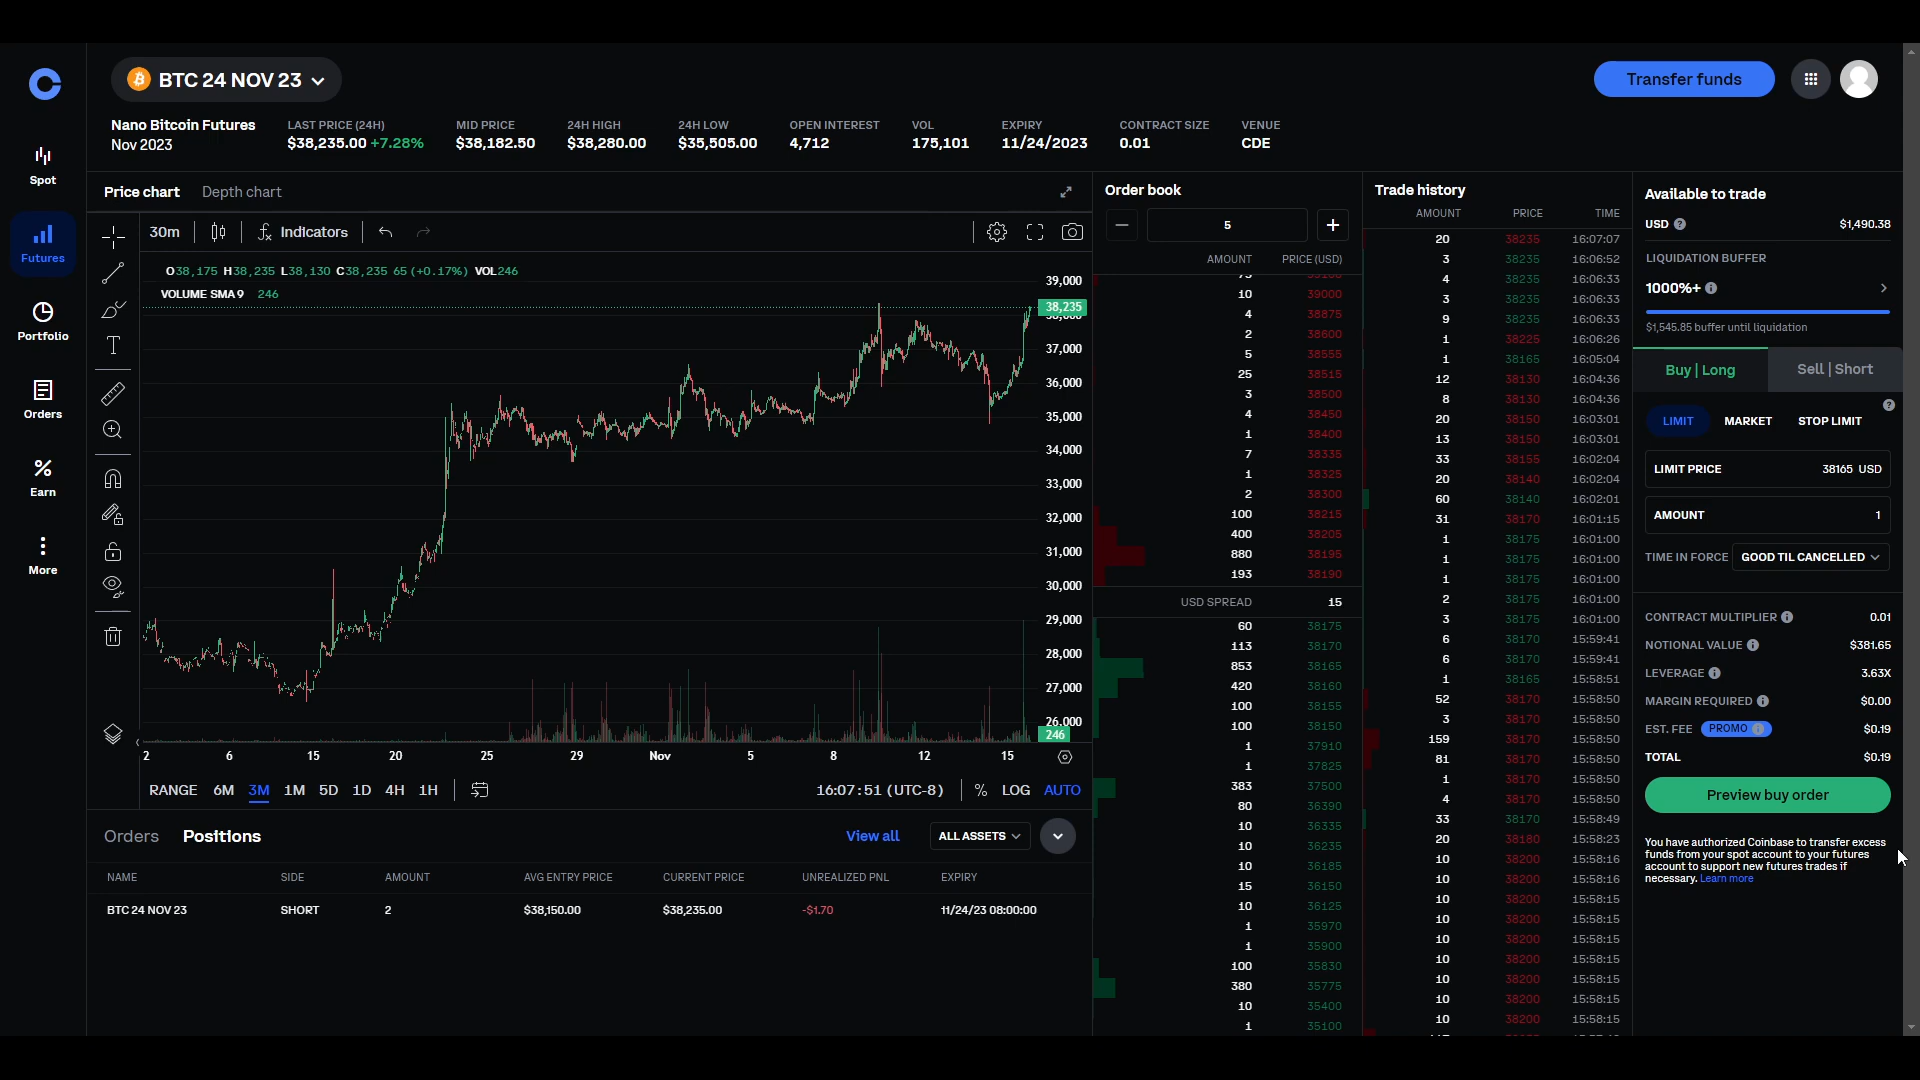 BTC 24 NOV 23
Transfer funds
Nano Bitcoin Futures
Nov 2023
LAST PRICE (24H)
$38,235.00 +7.28%
MID PRICE
$38,182.50
24H HIGH
$38,280.00
24H LOW
$35,505.00
OPEN INTEREST
4,712
VOL
175,101
EXPIRY
11/24/2023
CONTRACT SIZE
0.01
VENUE
CDE
Spot
Futures
Portfolio
Orders
Earn
More
Price chart Depth chart
30m Indicators
O38,175 H38,235 L38,130 C38,235 65 (+0.17%) VOL246
VOLUME SMA 9 246
39,000
38,235
37,000
36,000
35,000
34,000
33,000
32,000
31,000
30,000
29,000
28,000
27,000
26,000
246
2 6 15 20 25 29 Nov 5 8 12 15
RANGE 6M 3M 1M 5D 1D 4H 1H 16:07:51 (UTC-8) % LOG AUTO
Orders Positions View all ALL ASSETS
NAME SIDE AMOUNT AVG ENTRY PRICE CURRENT PRICE UNREALIZED PNL EXPIRY
BTC 24 NOV 23 SHORT 2 $38,150.00 $38,235.00 -$1.70 11/24/23 08:00:00
Order book
5
AMOUNT PRICE (USD)
10 39000
4 38875
2 38600
5 38555
25 38515
3 38500
4 38450
1 38400
7 38335
1 38325
2 38300
100 38215
400 38205
880 38195
193 38190
USD SPREAD 15
60 38175
113 38170
853 38165
420 38160
100 38155
100 38150
1 37910
1 37825
383 37500
80 36390
10 36335
10 36235
10 36185
15 36150
10 36125
1 35970
1 35900
100 35830
380 35775
10 35400
1 35100
Trade history
AMOUNT PRICE TIME
20 38235 16:07:07
3 38235 16:06:52
4 38235 16:06:33
3 38235 16:06:33
9 38235 16:06:33
1 38225 16:06:26
1 38165 16:05:04
12 38130 16:04:36
8 38130 16:04:36
20 38150 16:03:01
13 38150 16:03:01
33 38155 16:02:04
20 38140 16:02:04
60 38140 16:02:01
31 38170 16:01:15
1 38175 16:01:00
1 38175 16:01:00
1 38175 16:01:00
2 38175 16:01:00
3 38175 16:01:00
6 38170 15:59:41
6 38170 15:59:41
1 38165 15:58:51
52 38170 15:58:50
3 38170 15:58:50
159 38170 15:58:50
81 38170 15:58:50
1 38170 15:58:50
4 38170 15:58:50
33 38170 15:58:49
20 38180 15:58:23
10 38200 15:58:16
10 38200 15:58:16
10 38200 15:58:15
10 38200 15:58:15
10 38200 15:58:15
10 38200 15:58:15
10 38200 15:58:15
10 38200 15:58:15
10 38200 15:58:15
Available to trade
USD $1,490.38
LIQUIDATION BUFFER
1000%+
$1,545.85 buffer until liquidation
Buy | Long Sell | Short
LIMIT MARKET STOP LIMIT
LIMIT PRICE 38165 USD
AMOUNT 1
TIME IN FORCE GOOD TIL CANCELLED
CONTRACT MULTIPLIER 0.01
NOTIONAL VALUE $381.65
LEVERAGE 3.63X
MARGIN REQUIRED $0.00
EST. FEE PROMO $0.19
TOTAL $0.19
Preview buy order
You have authorized Coinbase to transfer excess
funds from your spot account to your futures
account to support new futures trades if
necessary. Learn more